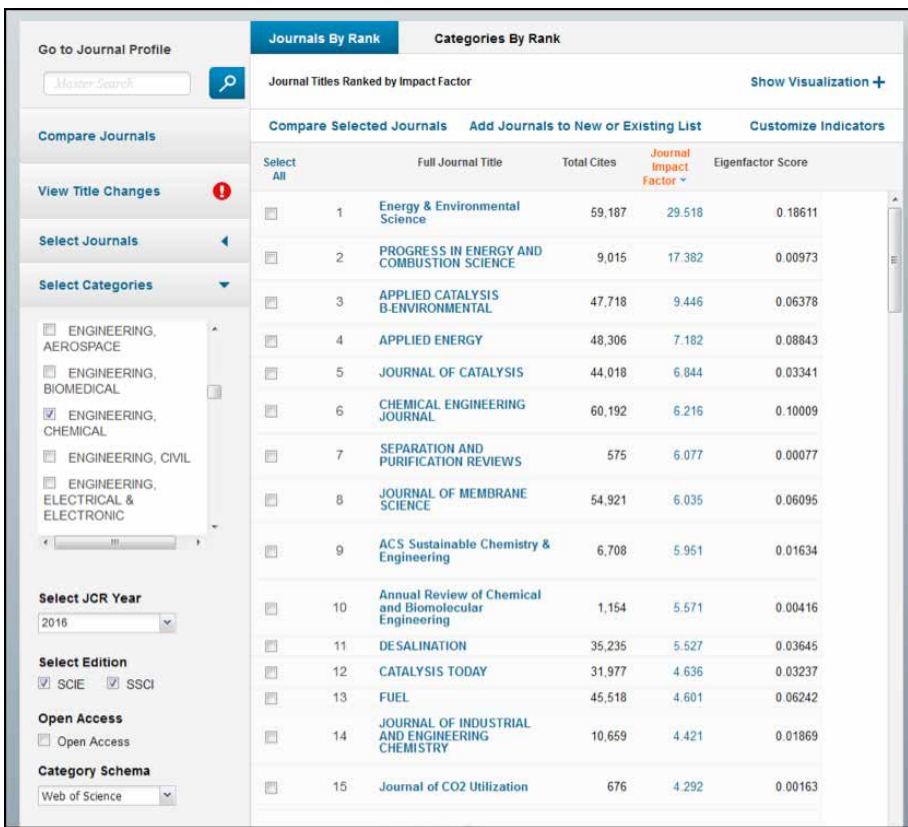 Go to Journal Profile
Master Search
Compare Journals
View Title Changes
Select Journals
Select Categories
ENGINEERING,
AEROSPACE
ENGINEERING,
BIOMEDICAL
ENGINEERING,
CHEMICAL
ENGINEERING, CIVIL
ENGINEERING,
ELECTRICAL &
ELECTRONIC
Select JCR Year
2016
Select Edition
SCIE SSCI
Open Access
Open Access
Category Schema
Web of Science
Journals By Rank Categories By Rank
Journal Titles Ranked by Impact Factor Show Visualization +
Compare Selected Journals Add Journals to New or Existing List Customize Indicators
Select
All
Full Journal Title
Total Cites
Journal
Impact
Factor
Eigenfactor Score
1 Energy & Environmental
Science 59,187 29.518 0.18611
2 PROGRESS IN ENERGY AND
COMBUSTION SCIENCE 9,015 17.382 0.00973
3 APPLIED CATALYSIS
B-ENVIRONMENTAL 47,718 9.446 0.06378
4 APPLIED ENERGY 48,306 7.182 0.08843
5 JOURNAL OF CATALYSIS 44,018 6.844 0.03341
6 CHEMICAL ENGINEERING
JOURNAL 60,192 6.216 0.10009
7 SEPARATION AND
PURIFICATION REVIEWS 575 6.077 0.00077
8 JOURNAL OF MEMBRANE
SCIENCE 54,921 6.035 0.06095
9 ACS Sustainable Chemistry &
Engineering 6,708 5.951 0.01634
10 Annual Review of Chemical
and Biomolecular
Engineering 1,154 5.571 0.00416
11 DESALINATION 35,235 5.527 0.03645
12 CATALYSIS TODAY 31,977 4.636 0.03237
13 FUEL 45,518 4.601 0.06242
14 JOURNAL OF INDUSTRIAL
AND ENGINEERING
CHEMISTRY 10,659 4.421 0.01869
15 Journal of CO2 Utilization 676 4.292 0.00163